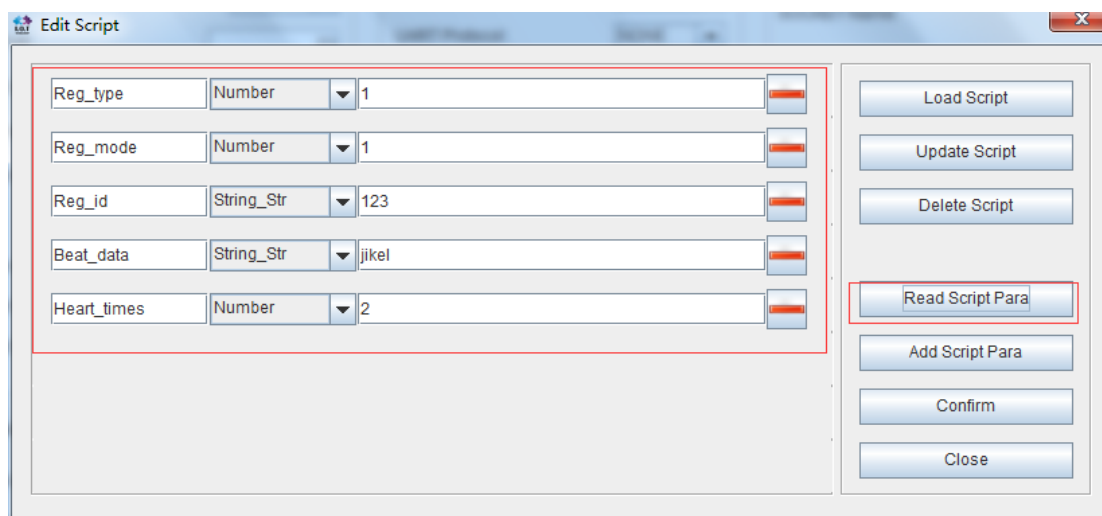 Edit Script
Reg_type Number 1
Reg_mode Number 1
Reg_id String_Str 123
Beat_data String_Str jikel
Heart_times Number 2
Load Script
Update Script
Delete Script
Read Script Para
Add Script Para
Confirm
Close